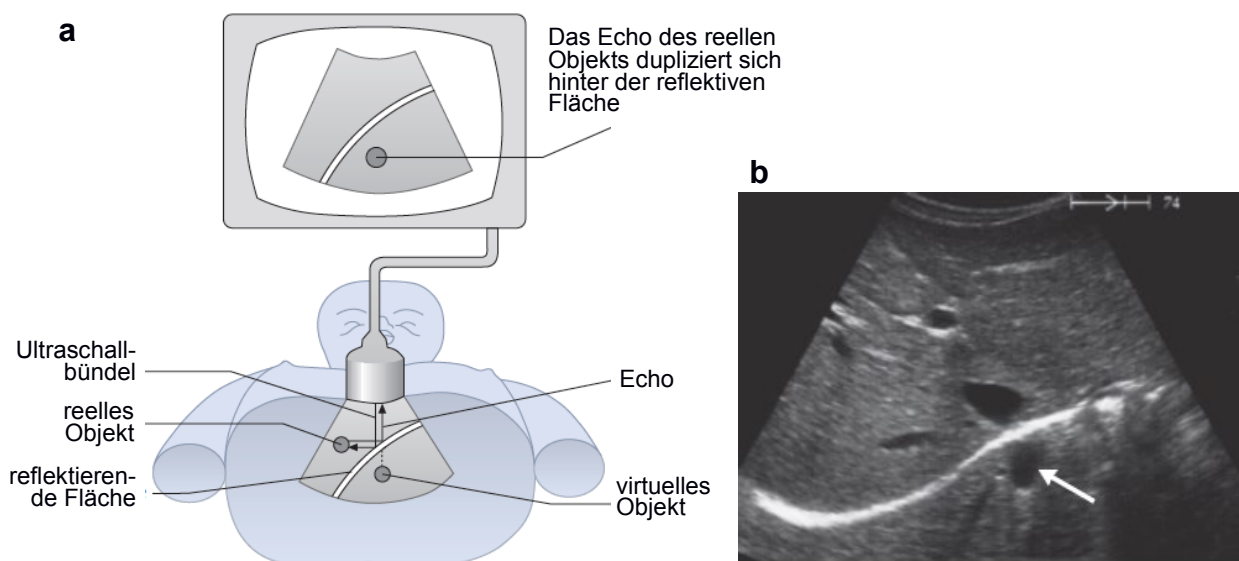 a
Das Echo des reellen
Objekts dupliziert sich
hinter der reflektiven
Fläche
Ultraschall-
bündel
reelles
Objekt
reflektieren-
de Fläche
Echo
virtuelles
Objekt
b
74